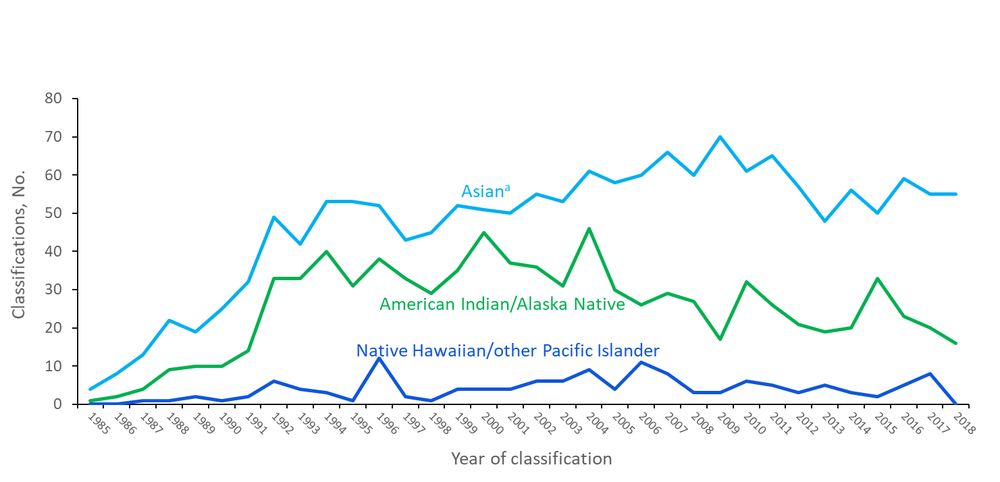 80
70
60
50
40
30
20
10
0
Classifications, No.
Asianᵃ
American Indian/Alaska Native
Native Hawaiian/other Pacific Islander
1985 1986 1987 1988 1989 1990 1991 1992 1993 1994 1995 1996 1997 1998 1999 2000 2001 2002 2003 2004 2005 2006 2007 2008 2009 2010 2011 2012 2013 2014 2015 2016 2017 2018
Year of classification